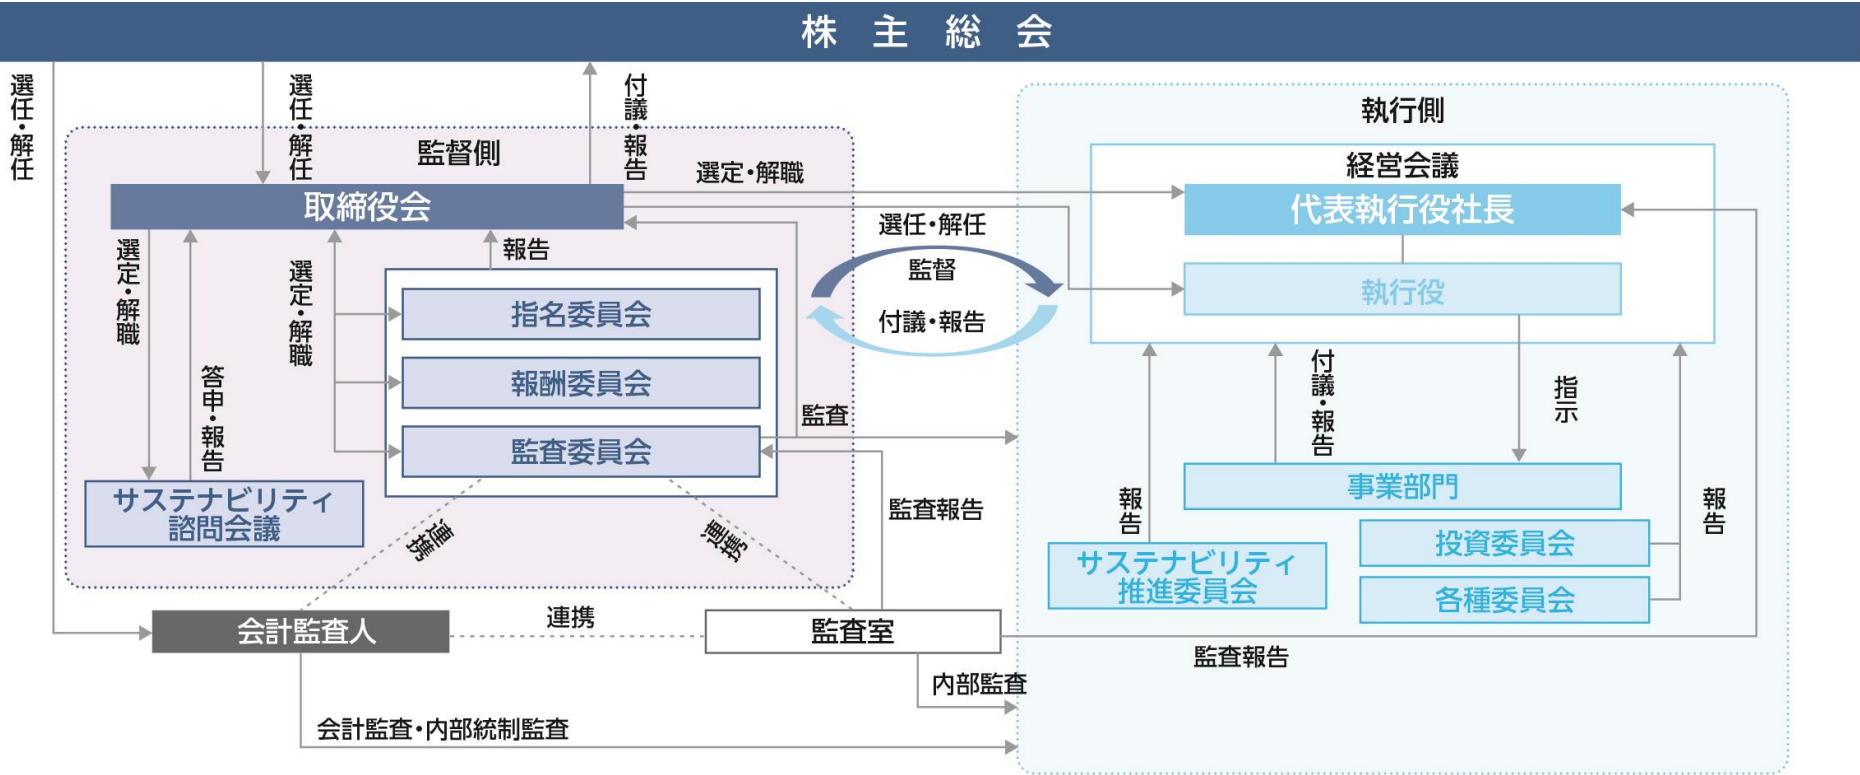 株主総会
選任・解任
選任・解任
付議・報告
監督側
取締役会
選定・解職
選任・解任
監督
付議・報告
選定・解職
答申・報告
選定・解職
報告
指名委員会
報酬委員会
監査委員会
サステナビリティ
諮問会議
監査
監査報告
連携
連携
連携
会計監査人
監査室
内部監査
会計監査・内部統制監査
監査報告
執行側
経営会議
代表執行役社長
執行役
付議・報告
指示
報告
報告
事業部門
投資委員会
各種委員会
サステナビリティ
推進委員会